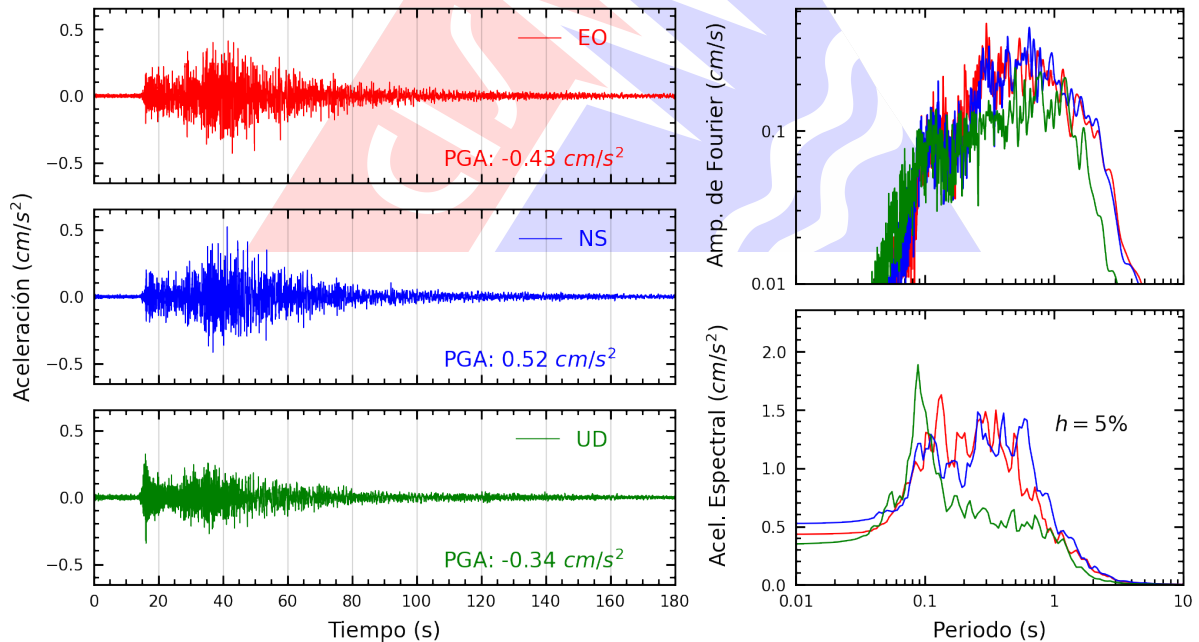 Aceleración (cm/s²)
0.5
0.0
−0.5
EO
PGA: -0.43 cm/s²
0.5
0.0
−0.5
NS
PGA: 0.52 cm/s²
0.5
0.0
−0.5
UD
PGA: -0.34 cm/s²
0 20 40 60 80 100 120 140 160 180
Tiempo (s)
Amp. de Fourier (cm/s)
0.1
0.01
Acel. Espectral (cm/s²)
2.0
1.5
1.0
0.5
0.0
h = 5%
0.01 0.1 1 10
Periodo (s)